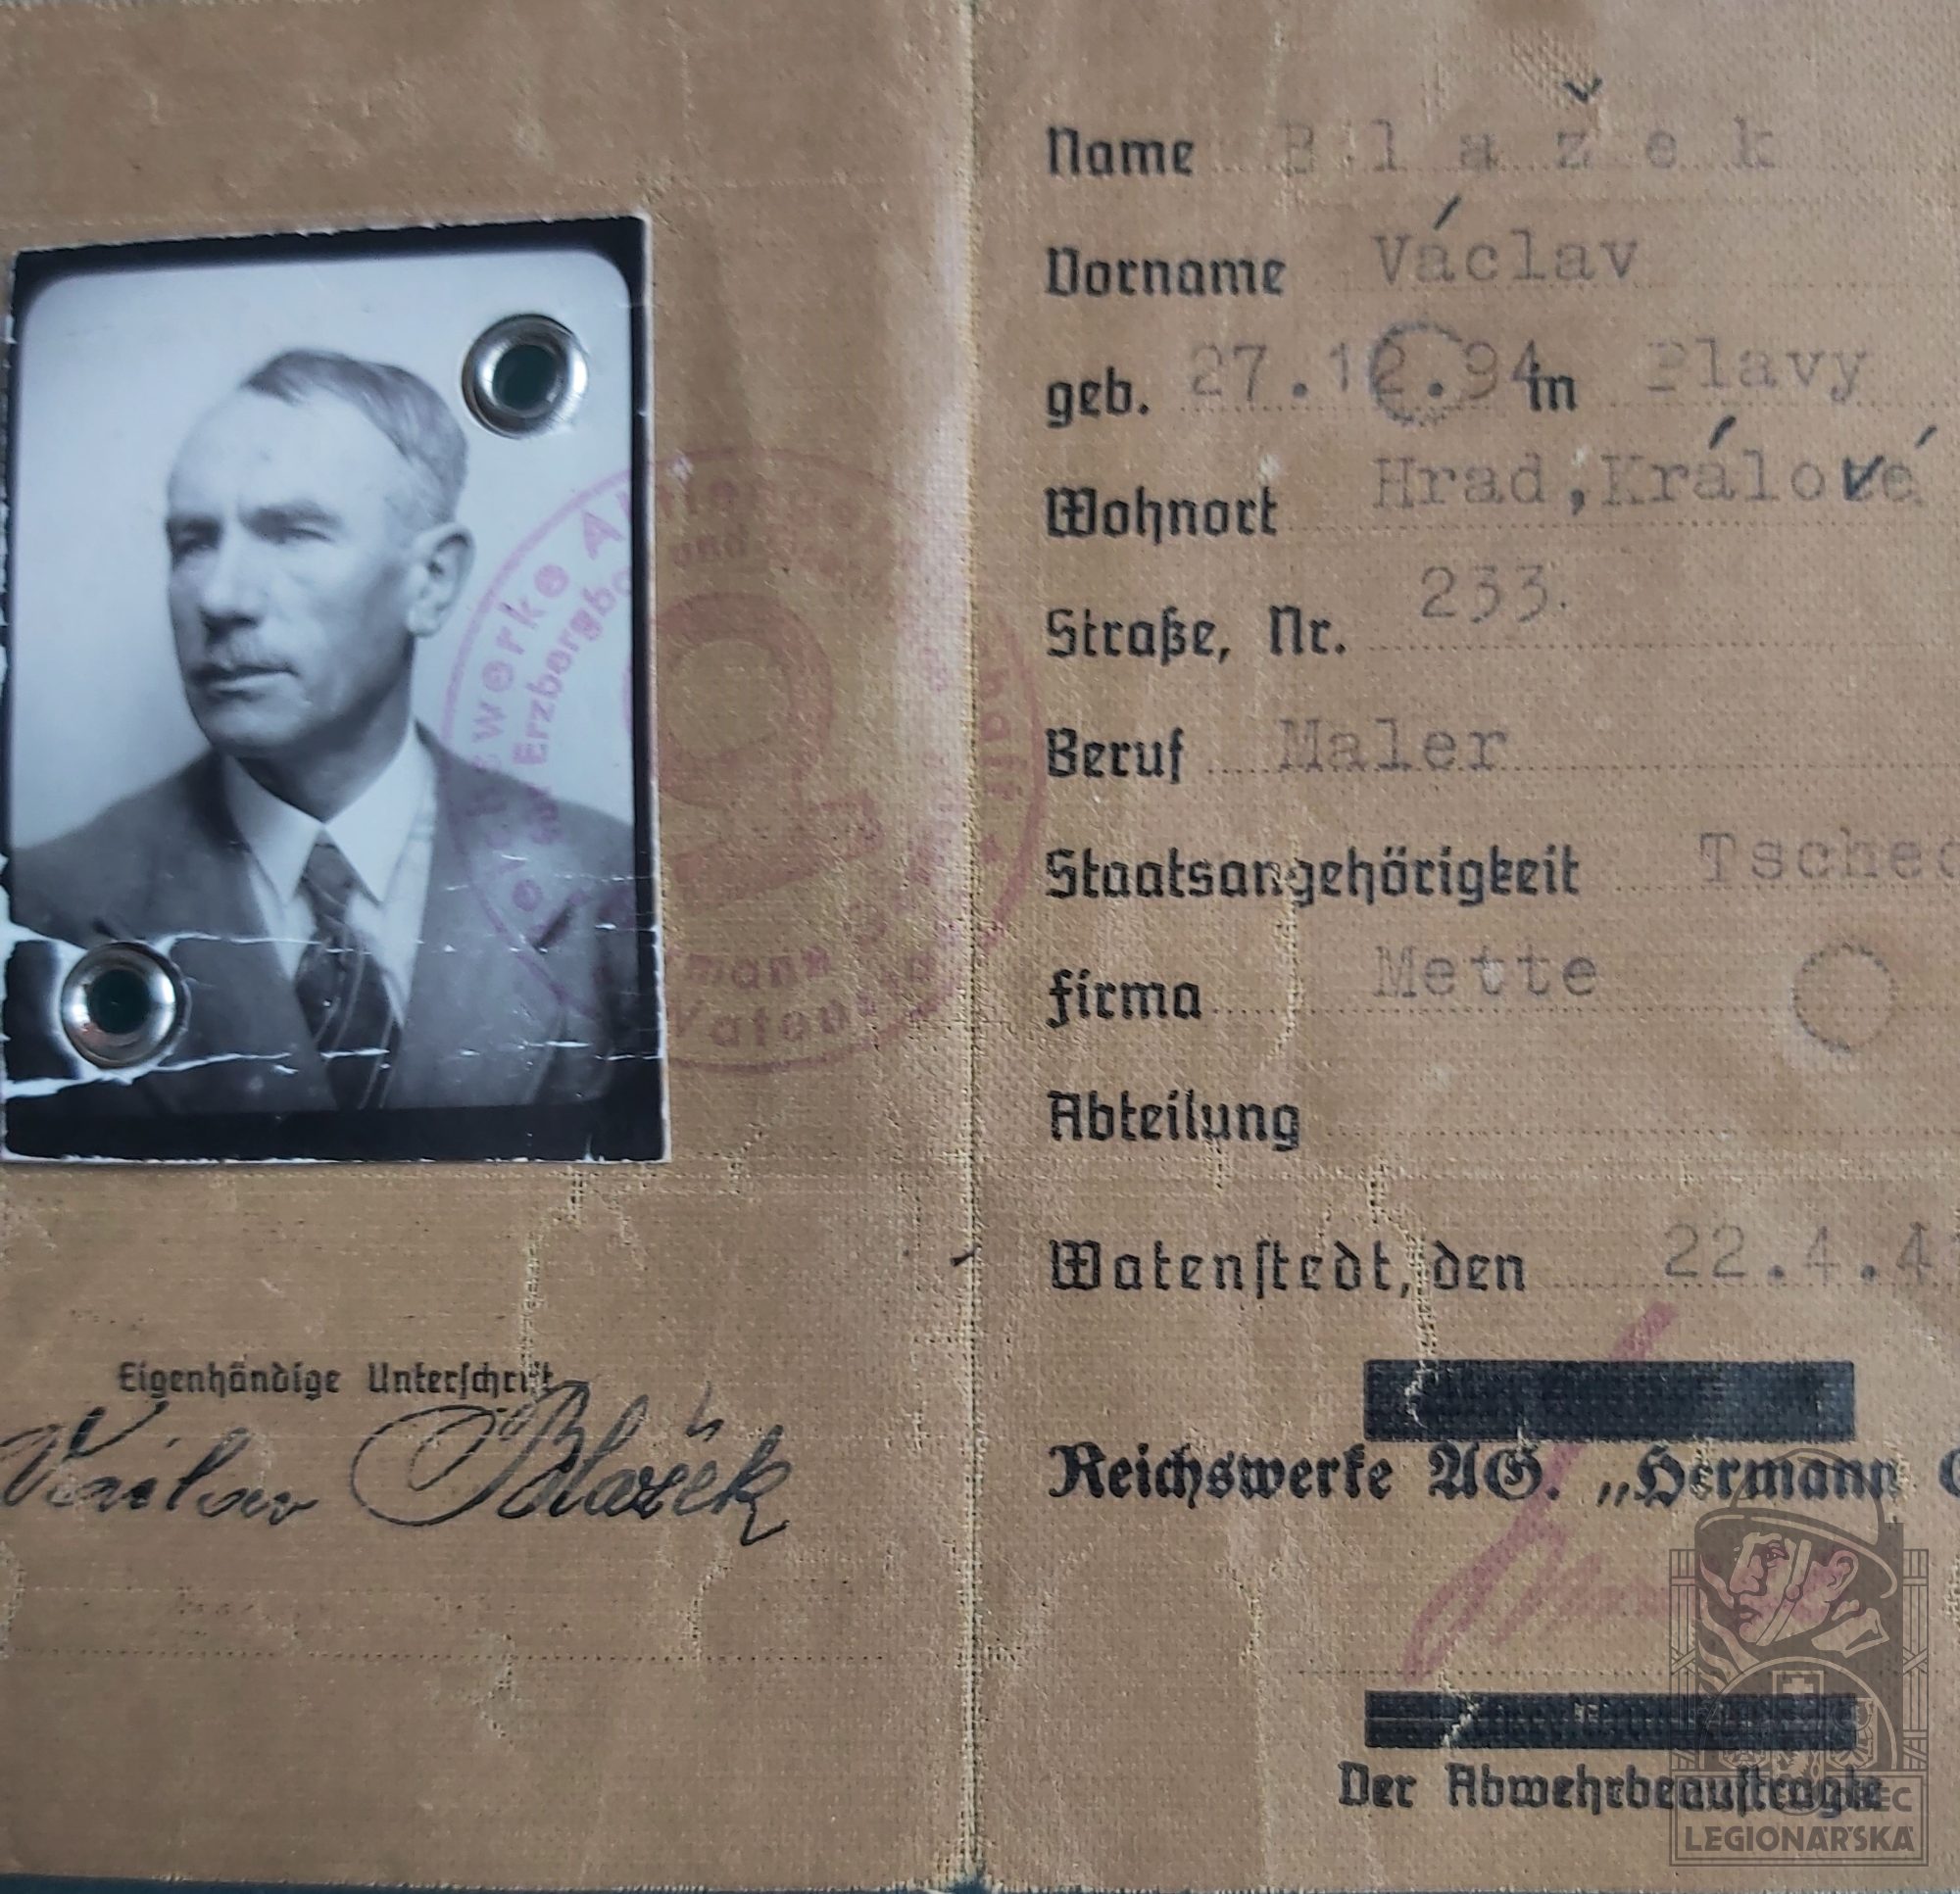 Name Blažek
Vorname Václav
geb. 27.12.94 in Plavy
Wohnort Hrad, Králové
Straße, Nr. 233.
Beruf Maler
Staatsangehörigkeit Tschec
Firma Mette
Abteilung
Watenstedt, den 22.4.4
Eigenhändige Unterschrift
Václav Blažek
Reichswerke AG. „Hermann G
Der Abwehrbeauftragte
LEGIONÁŘSKÁ